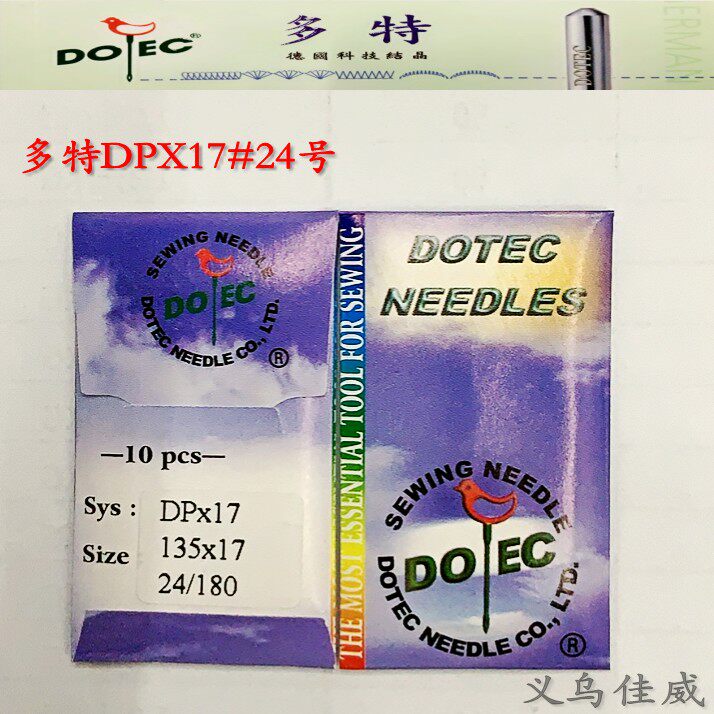 DOTEC®
多特
德國科技結晶
DOTEC
ERMAN
多特DPX17#24号
SEWING NEEDLE
DOTEC
DOTEC NEEDLE CO., LTD.
®
—10 pcs—
Sys : DPx17
Size 135x17
24/180
THE MOST ESSENTIAL TOOL FOR SEWING
DOTEC
NEEDLES
SEWING NEEDLE
DOTEC
DOTEC NEEDLE CO., LTD.
®
义乌佳威